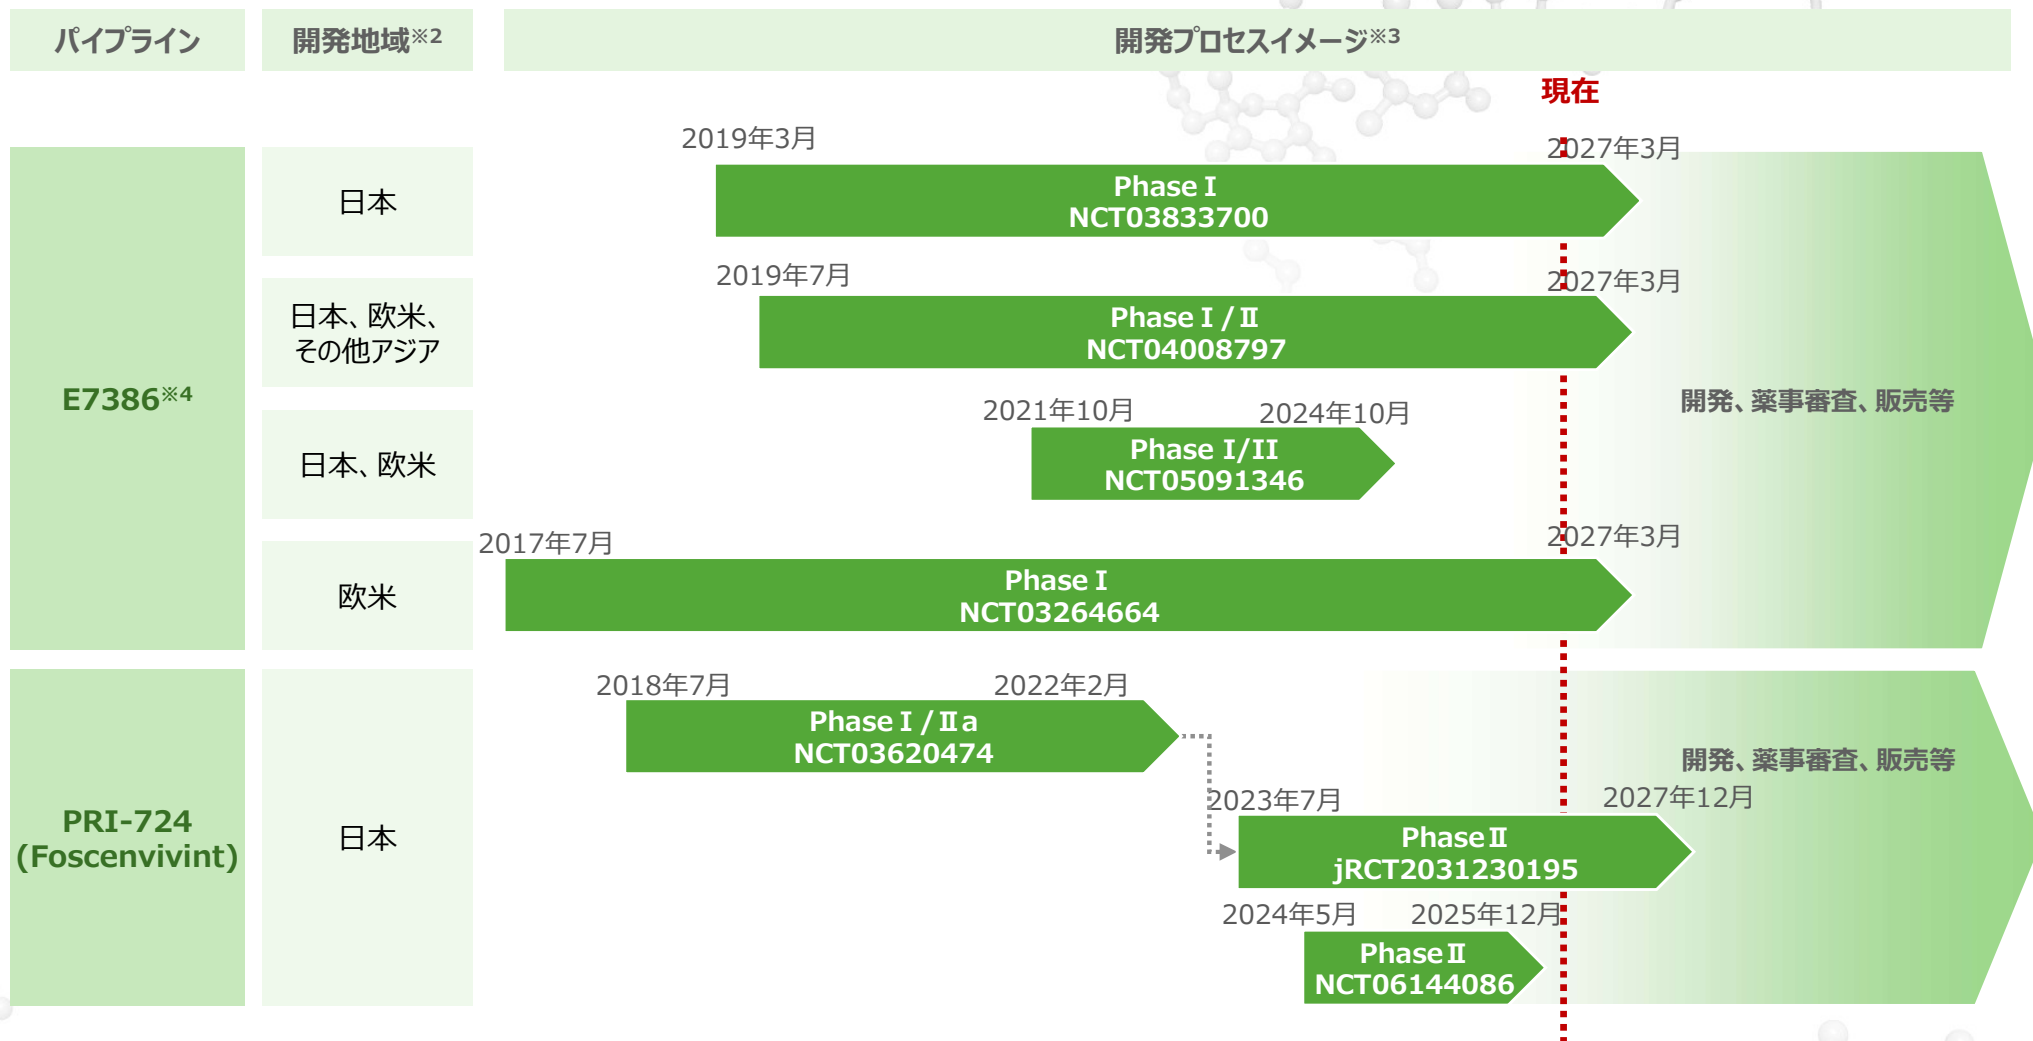 パイプライン
開発地域※2
開発プロセスイメージ※3
現在
E7386※4
日本
2019年3月
2027年3月
Phase Ⅰ
NCT03833700
日本、欧米、
その他アジア
2019年7月
2027年3月
Phase Ⅰ/Ⅱ
NCT04008797
日本、欧米
2021年10月
2024年10月
Phase I/II
NCT05091346
欧米
2017年7月
2027年3月
Phase Ⅰ
NCT03264664
開発、薬事審査、販売等
PRI-724
(Foscenvivint)
日本
2018年7月
2022年2月
Phase Ⅰ/Ⅱa
NCT03620474
2023年7月
2027年12月
Phase Ⅱ
jRCT2031230195
2024年5月
2025年12月
Phase Ⅱ
NCT06144086
開発、薬事審査、販売等